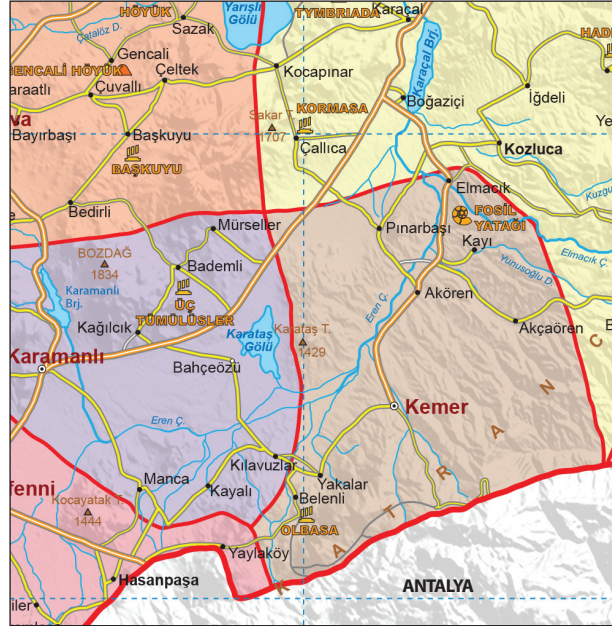 HÖYÜK
Çatalöz D.
Sazak
Yarışlı
Gölü
TYMBRIADA
Karaçal
Karaçal Brj.
Gencali
GENCALİ HÖYÜK
Çeltek
Çuvallı
Kocapınar
İğdeli
Boğaziçi
Sakar T.
1707
KORMASA
Bayırbaşı
Başkuyu
BAŞKUYU
Çallıca
Kozluca
Elmacık
Bedirli
Mürseller
Pınarbaşı
FOSİL
YATAĞI
Kayı
Elmacık Ç.
Yunusoğlu D.
BOZDAĞ
1834
Bademli
Karamanlı
Brj.
ÜÇ
TÜMÜLÜSLER
Eren Ç.
Akören
Kağılcık
Karataş
Gölü
Karataş T.
1429
Akçaören
Karamanlı
Bahçeözü
Kemer
Eren Ç.
Kılavuzlar
Manca
Kayalı
Yakalar
Belenli
Kocayatak T.
1444
OLBASA
Yaylaköy
Hasanpaşa
K A T R A N C
ANTALYA